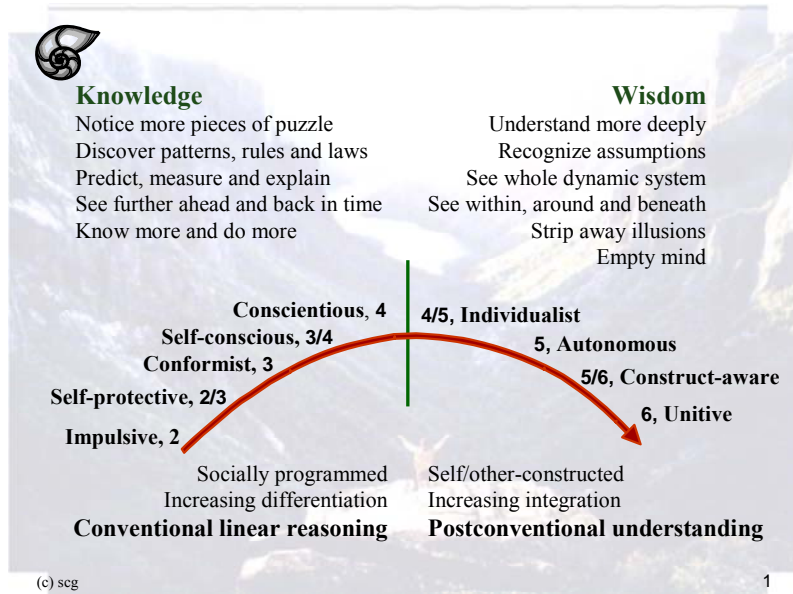 Knowledge
Notice more pieces of puzzle
Discover patterns, rules and laws
Predict, measure and explain
See further ahead and back in time
Know more and do more
Wisdom
Understand more deeply
Recognize assumptions
See whole dynamic system
See within, around and beneath
Strip away illusions
Empty mind
Conscientious, 4
Self-conscious, 3/4
Conformist, 3
Self-protective, 2/3
Impulsive, 2
4/5, Individualist
5, Autonomous
5/6, Construct-aware
6, Unitive
Socially programmed
Increasing differentiation
Conventional linear reasoning
Self/other-constructed
Increasing integration
Postconventional understanding
(c) scg
1